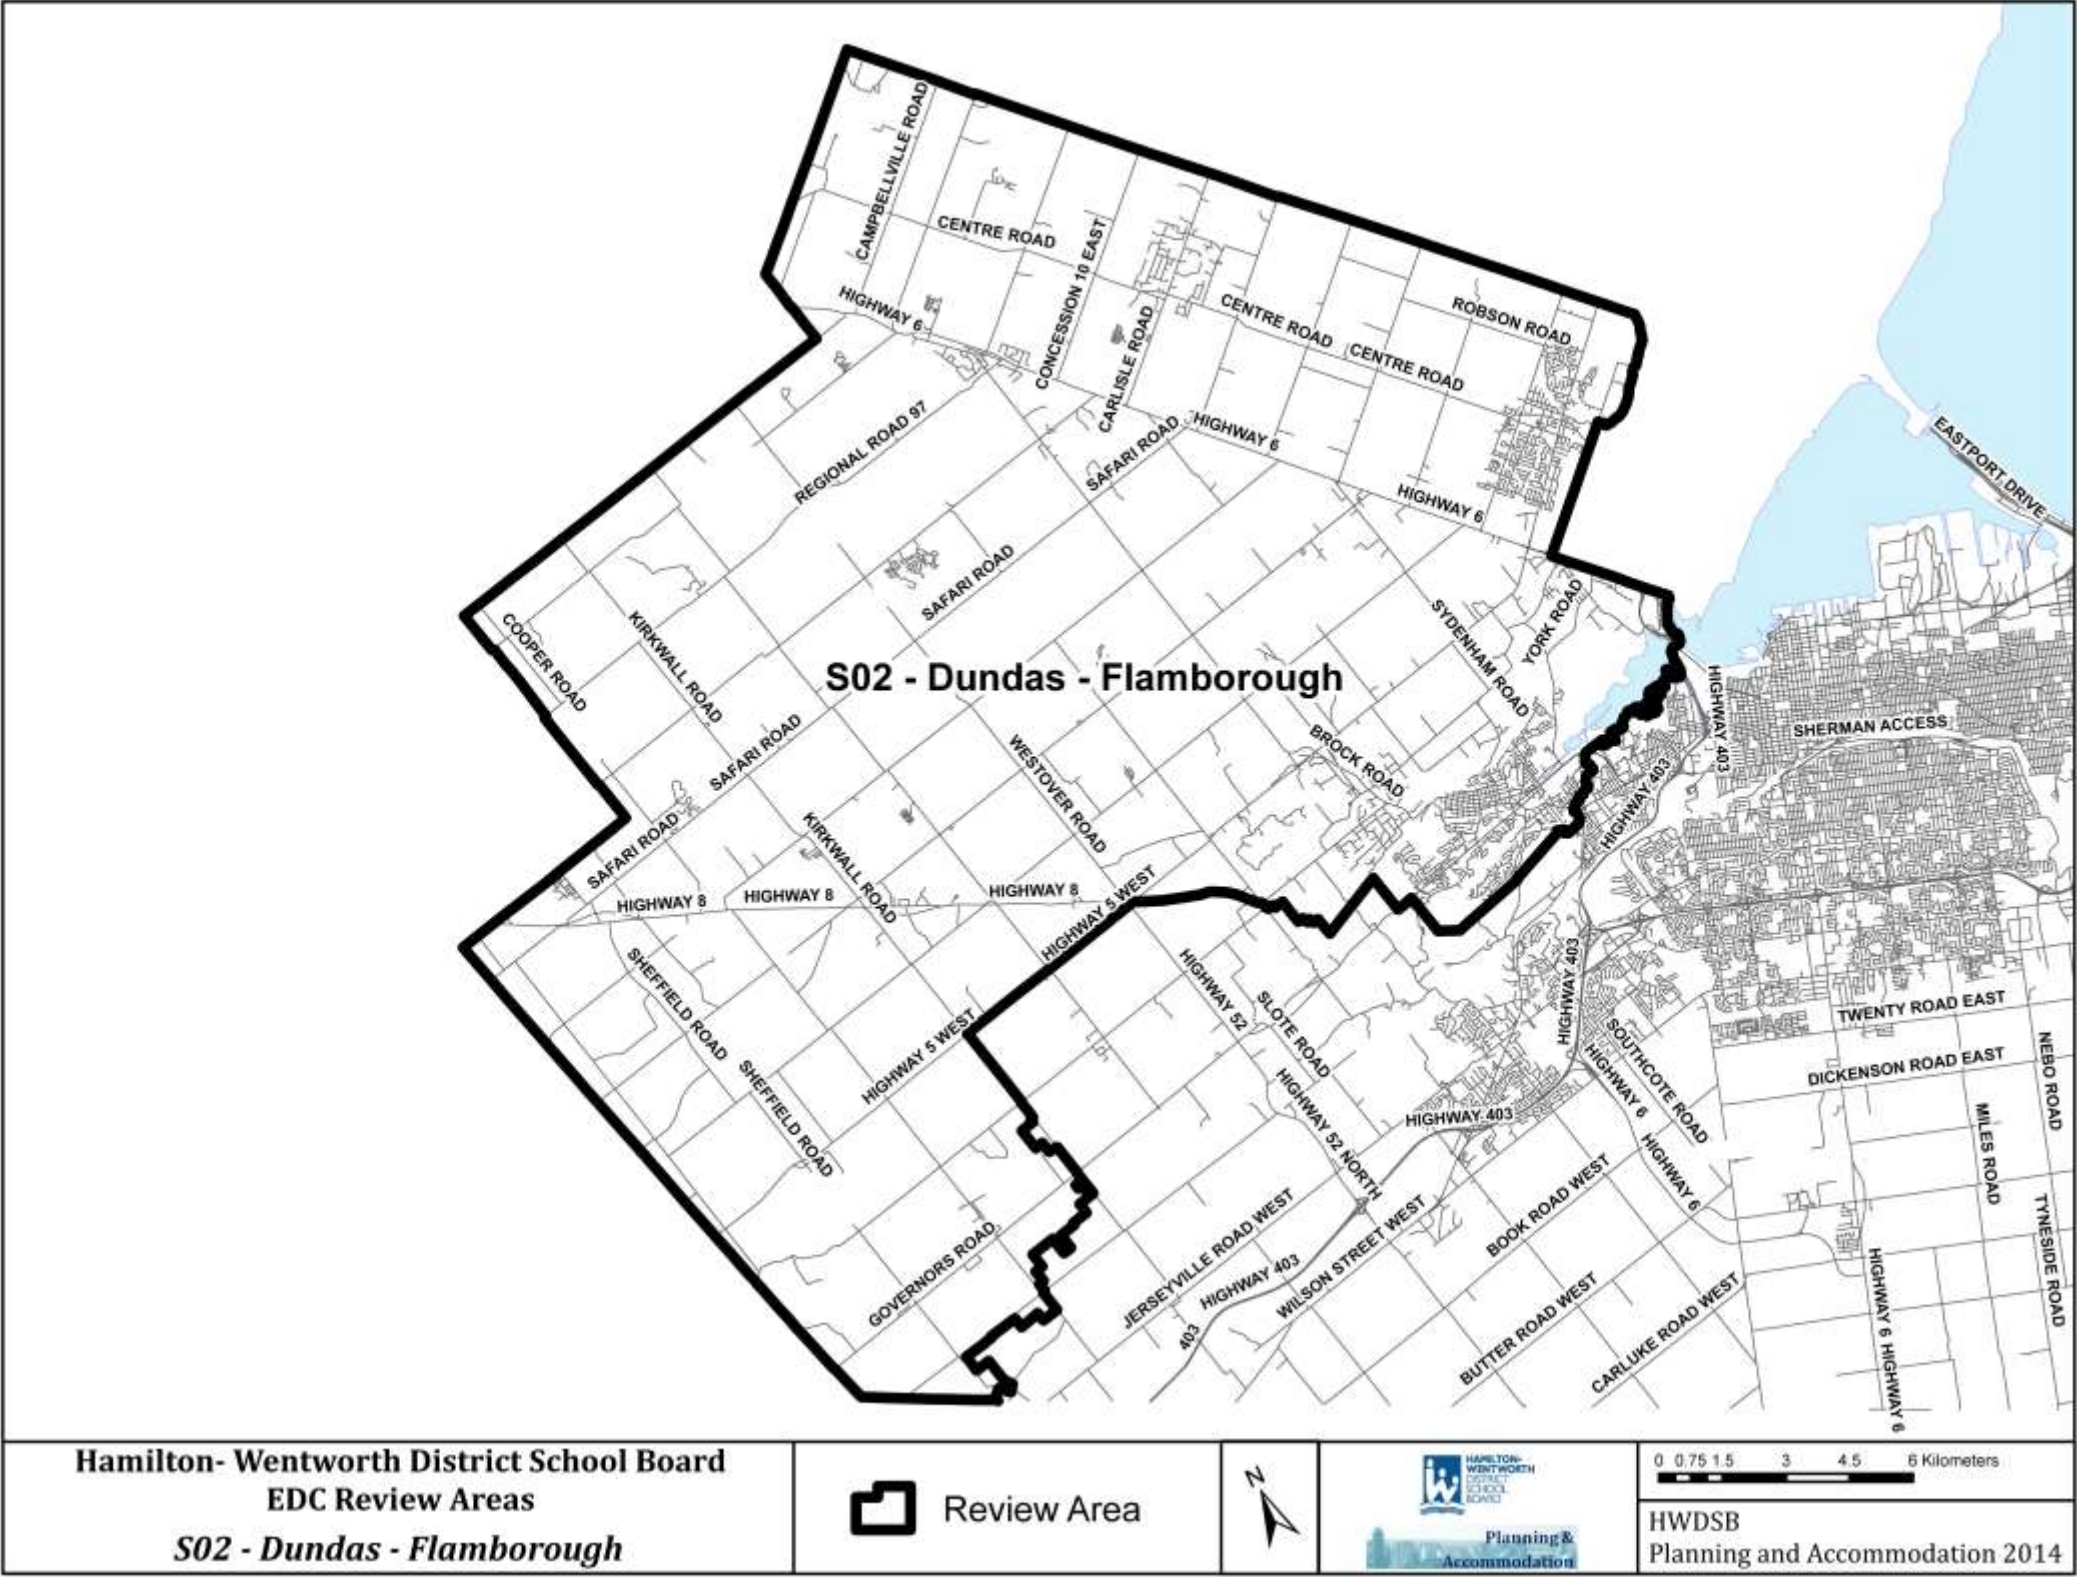 CAMPBELLVILLE ROAD
CENTRE ROAD
CONCESSION 10 EAST
HIGHWAY 6
CARLISLE ROAD
CENTRE ROAD
CENTRE ROAD
ROBSON ROAD
REGIONAL ROAD 97
SAFARI ROAD
HIGHWAY 6
HIGHWAY 6
EASTPORT DRIVE
SAFARI ROAD
COOPER ROAD
KIRKWALL ROAD
SYDENHAM ROAD
YORK ROAD
S02 - Dundas - Flamborough
HIGHWAY 403
SHERMAN ACCESS
SAFARI ROAD
WESTOVER ROAD
BROCK ROAD
HIGHWAY 403
SAFARI ROAD
KIRKWALL ROAD
HIGHWAY 8
HIGHWAY 8
HIGHWAY 8
HIGHWAY 5 WEST
SHEFFIELD ROAD
HIGHWAY 52
SLOTE ROAD
HIGHWAY 403
HIGHWAY 5 WEST
SHEFFIELD ROAD
SOUTHCOTE ROAD
HIGHWAY 6
TWENTY ROAD EAST
DICKENSON ROAD EAST
NEBO ROAD
HIGHWAY 52 NORTH
HIGHWAY 403
HIGHWAY 6
MILES ROAD
TYNESIDE ROAD
GOVERNORS ROAD
JERSEYVILLE ROAD WEST
HIGHWAY 403
403
WILSON STREET WEST
BOOK ROAD WEST
BUTTER ROAD WEST
CARLUKE ROAD WEST
HIGHWAY 6 HIGHWAY 6
Hamilton- Wentworth District School Board
EDC Review Areas
S02 - Dundas - Flamborough
Review Area
N
HAMILTON-
WENTWORTH
DISTRICT
SCHOOL
BOARD
Planning &
Accommodation
0 0.75 1.5 3 4.5 6 Kilometers
HWDSB
Planning and Accommodation 2014